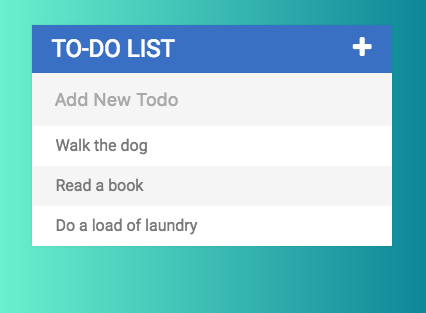 TO-DO LIST
Add New Todo
Walk the dog
Read a book
Do a load of laundry